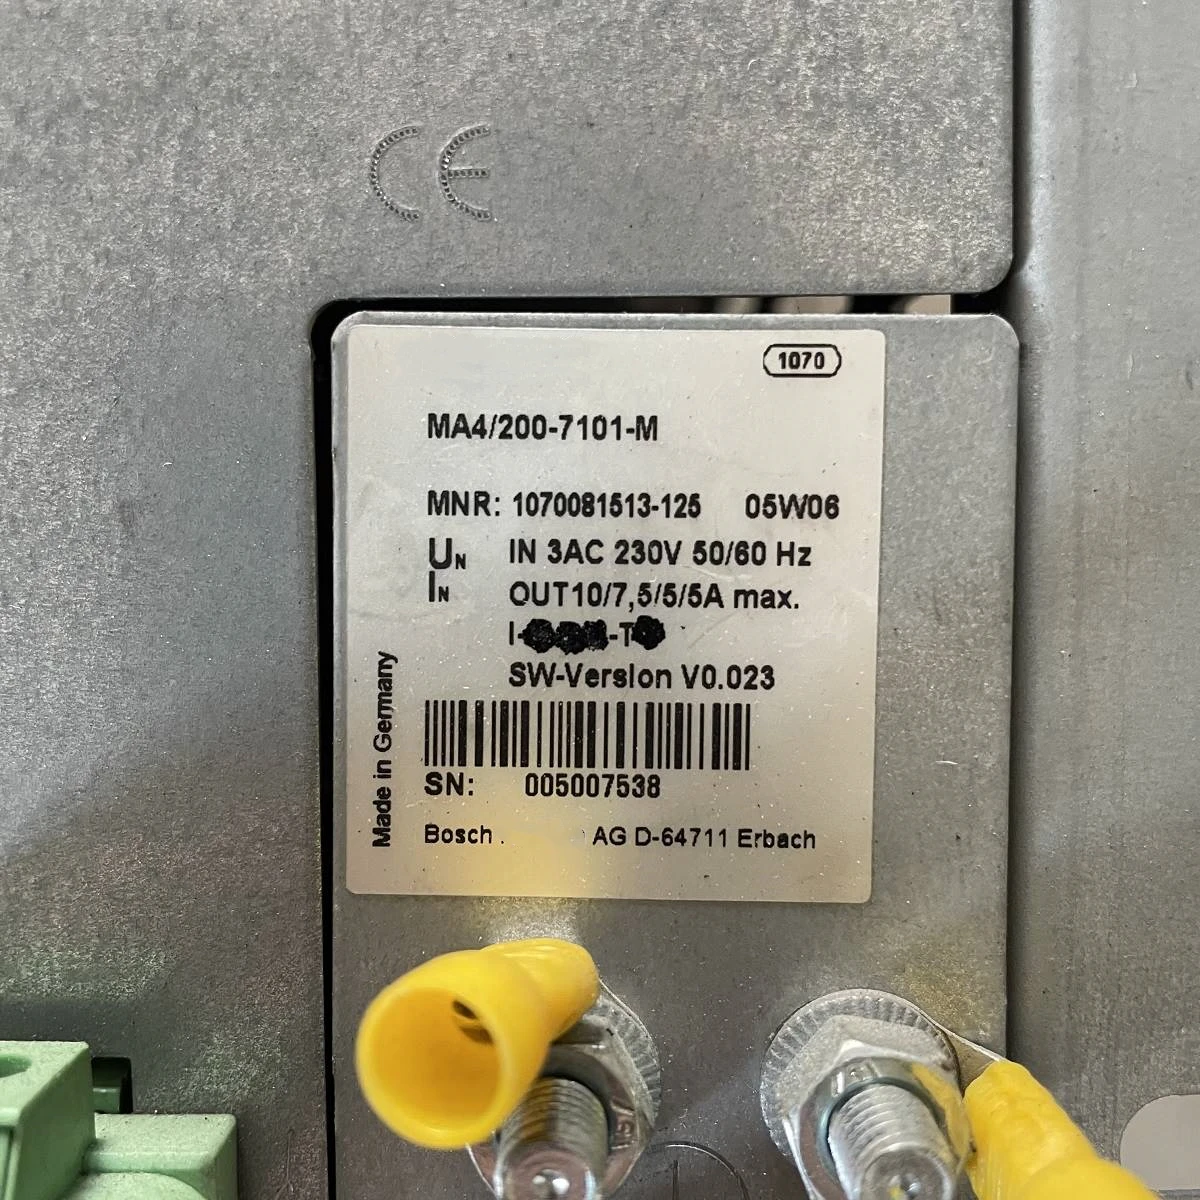 CE
1070
MA4/200-7101-M
MNR: 1070081513-125 05W06
UN IN 3AC 230V 50/60 Hz
IN OUT10/7,5/5/5A max.
SW-Version V0.023
Made in Germany
SN: 005007538
Bosch AG D-64711 Erbach